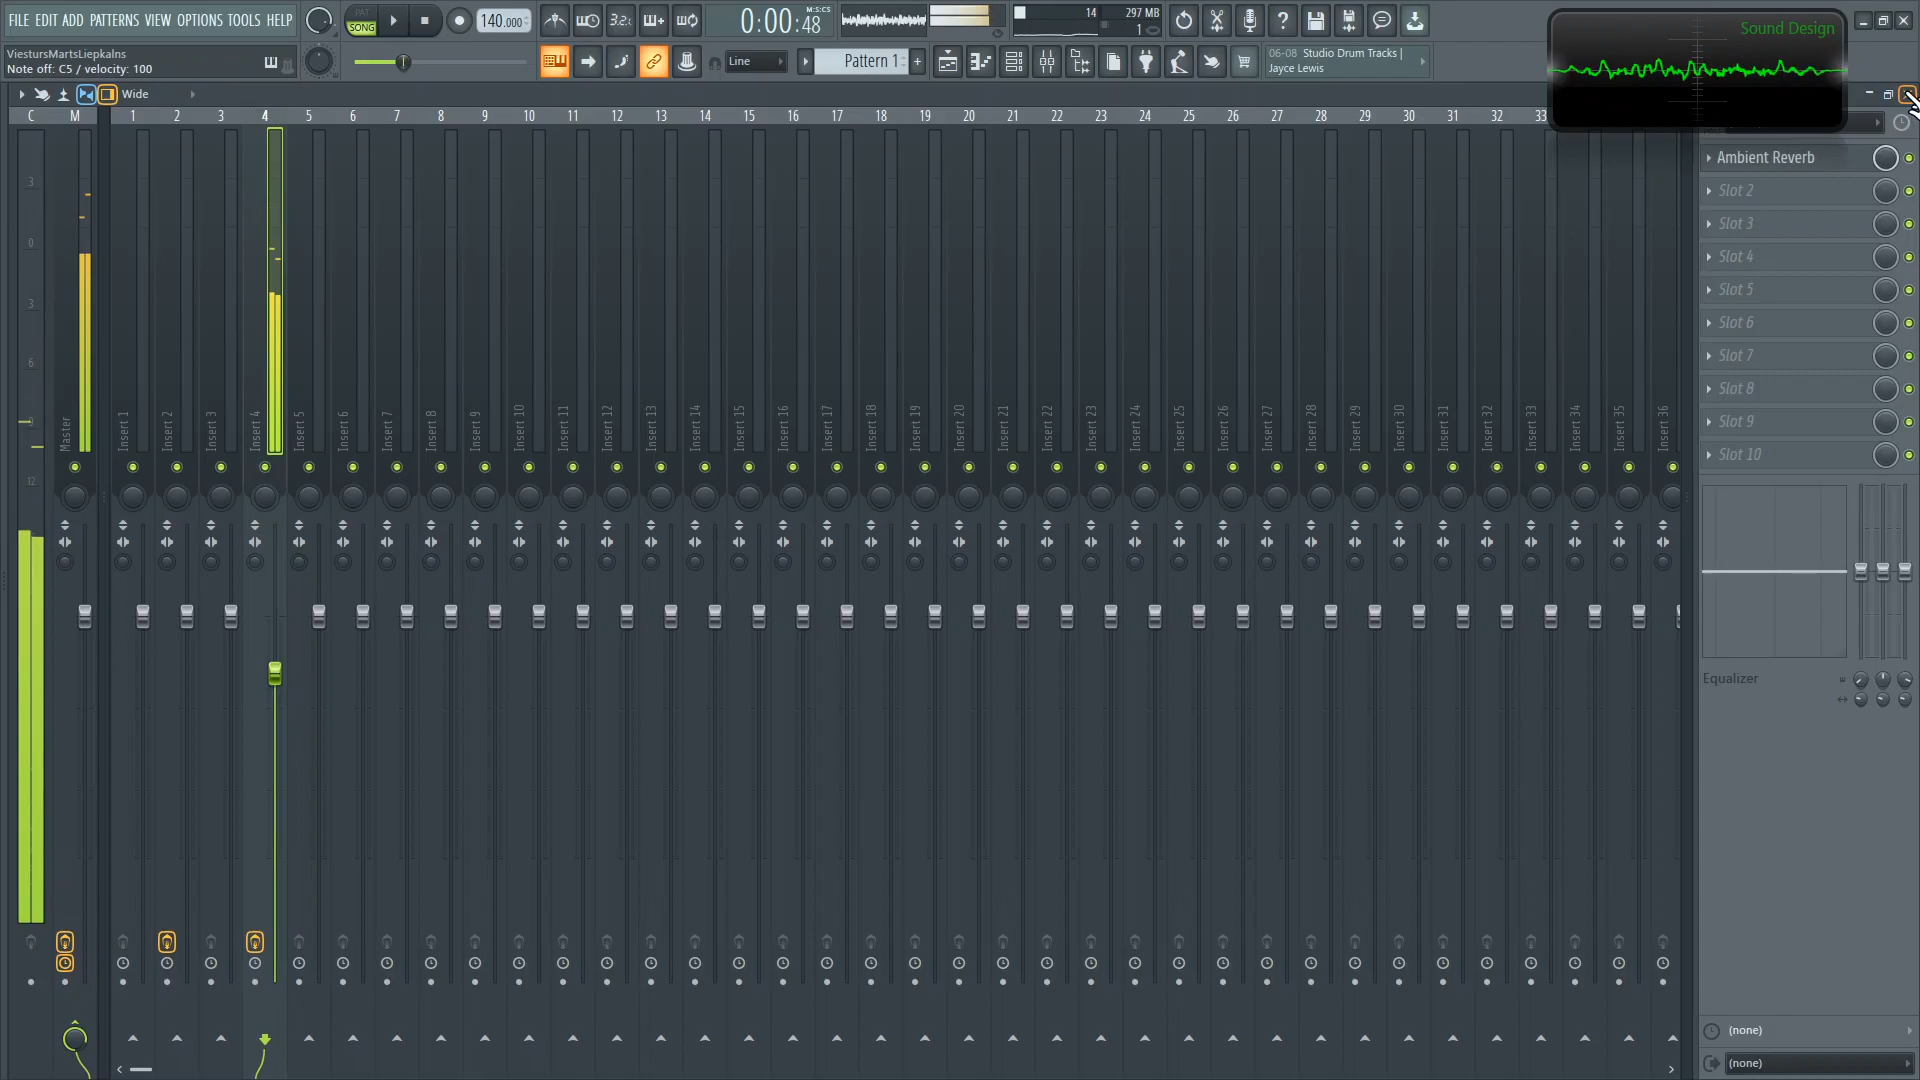 FILE EDIT ADD PATTERNS VIEW OPTIONS TOOLS HELP
PAT
SONG
140.000
3.2.
0:00:48
M:S:CS
14
297 MB
1
Sound Design
ViestursMartsLiepkalns
Note off: C5 / velocity: 100
Line
Pattern 1
06-08 Studio Drum Tracks |
Jayce Lewis
Wide
C M 1 2 3 4 5 6 7 8 9 10 11 12 13 14 15 16 17 18 19 20 21 22 23 24 25 26 27 28 29 30 31 32 33
3
0
3
6
9
12
Master
Insert 1
Insert 2
Insert 3
Insert 4
Insert 5
Insert 6
Insert 7
Insert 8
Insert 9
Insert 10
Insert 11
Insert 12
Insert 13
Insert 14
Insert 15
Insert 16
Insert 17
Insert 18
Insert 19
Insert 20
Insert 21
Insert 22
Insert 23
Insert 24
Insert 25
Insert 26
Insert 27
Insert 28
Insert 29
Insert 30
Insert 31
Insert 32
Insert 33
Insert 34
Insert 35
Insert 36
Ambient Reverb
Slot 2
Slot 3
Slot 4
Slot 5
Slot 6
Slot 7
Slot 8
Slot 9
Slot 10
Equalizer
(none)
(none)